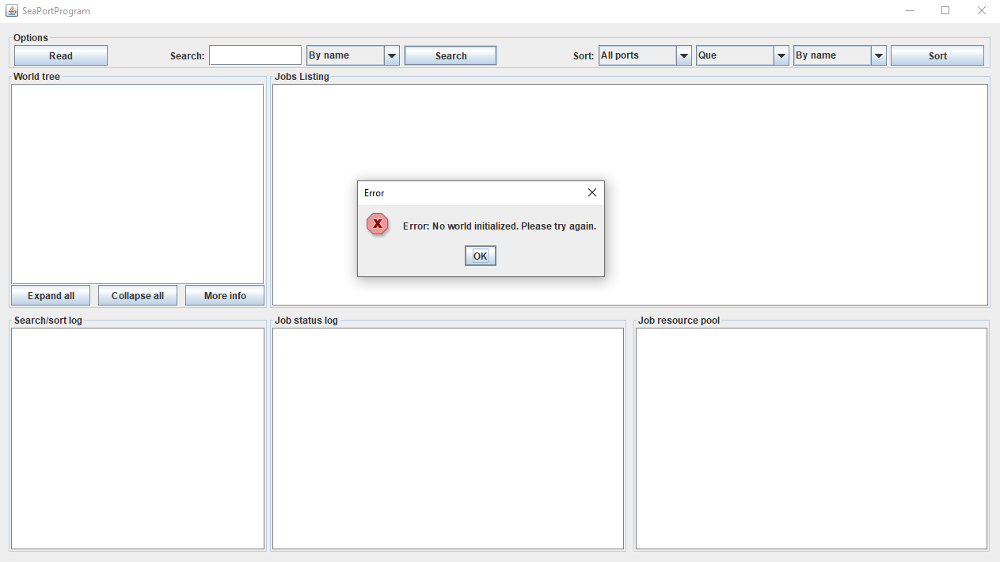 SeaPortProgram
Options
Read
Search:
By name
Search
Sort:
All ports
Que
By name
Sort
World tree
Jobs Listing
Error
Error: No world initialized. Please try again.
OK
Expand all
Collapse all
More info
Search/sort log
Job status log
Job resource pool